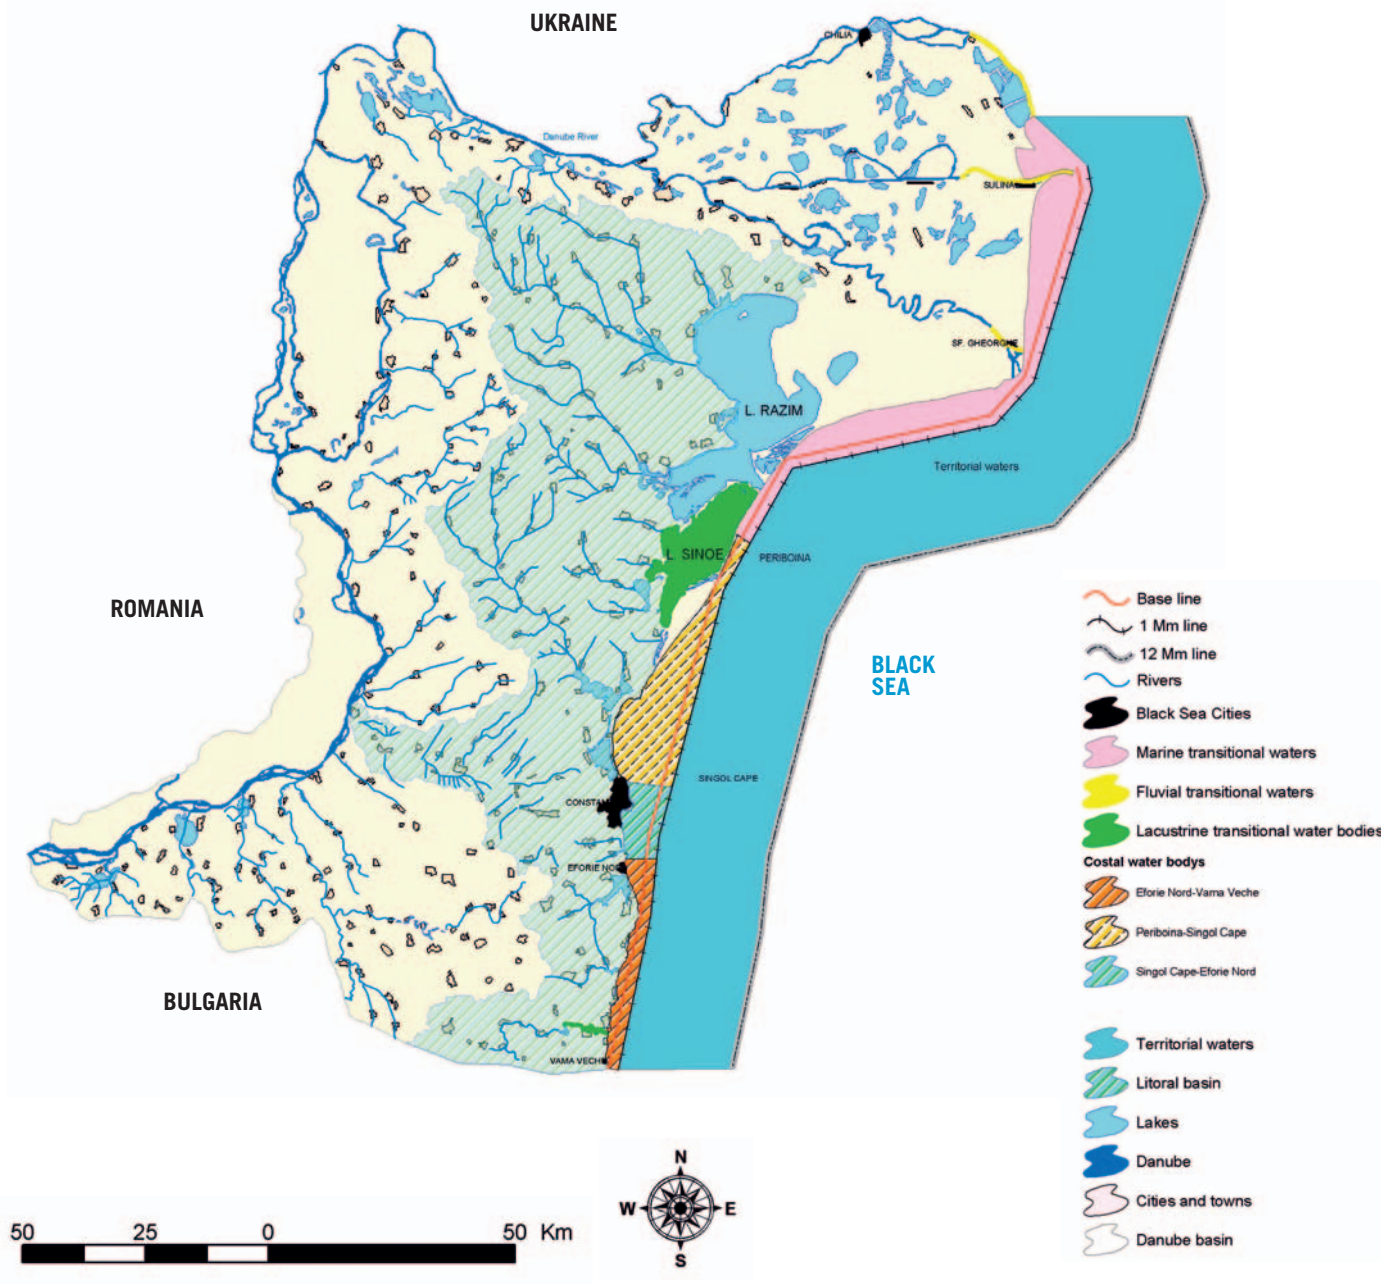 UKRAINE
CHILIA
Danube River
SULINA
SF. GHEORGHE
L. RAZIM
Territorial waters
L. SINOE
PERIBOINA
ROMANIA
BLACK
SEA
SINGOL CAPE
EFORIE NO
BULGARIA
VAMA VECHE
Base line
1 Mm line
12 Mm line
Rivers
Black Sea Cities
Marine transitional waters
Fluvial transitional waters
Lacustrine transitional water bodies
Costal water bodys
Eforie Nord-Vama Veche
Periboina-Singol Cape
Singol Cape-Eforie Nord
Territorial waters
Litoral basin
Lakes
Danube
Cities and towns
Danube basin
N
W E
S
50 25 0 50 Km